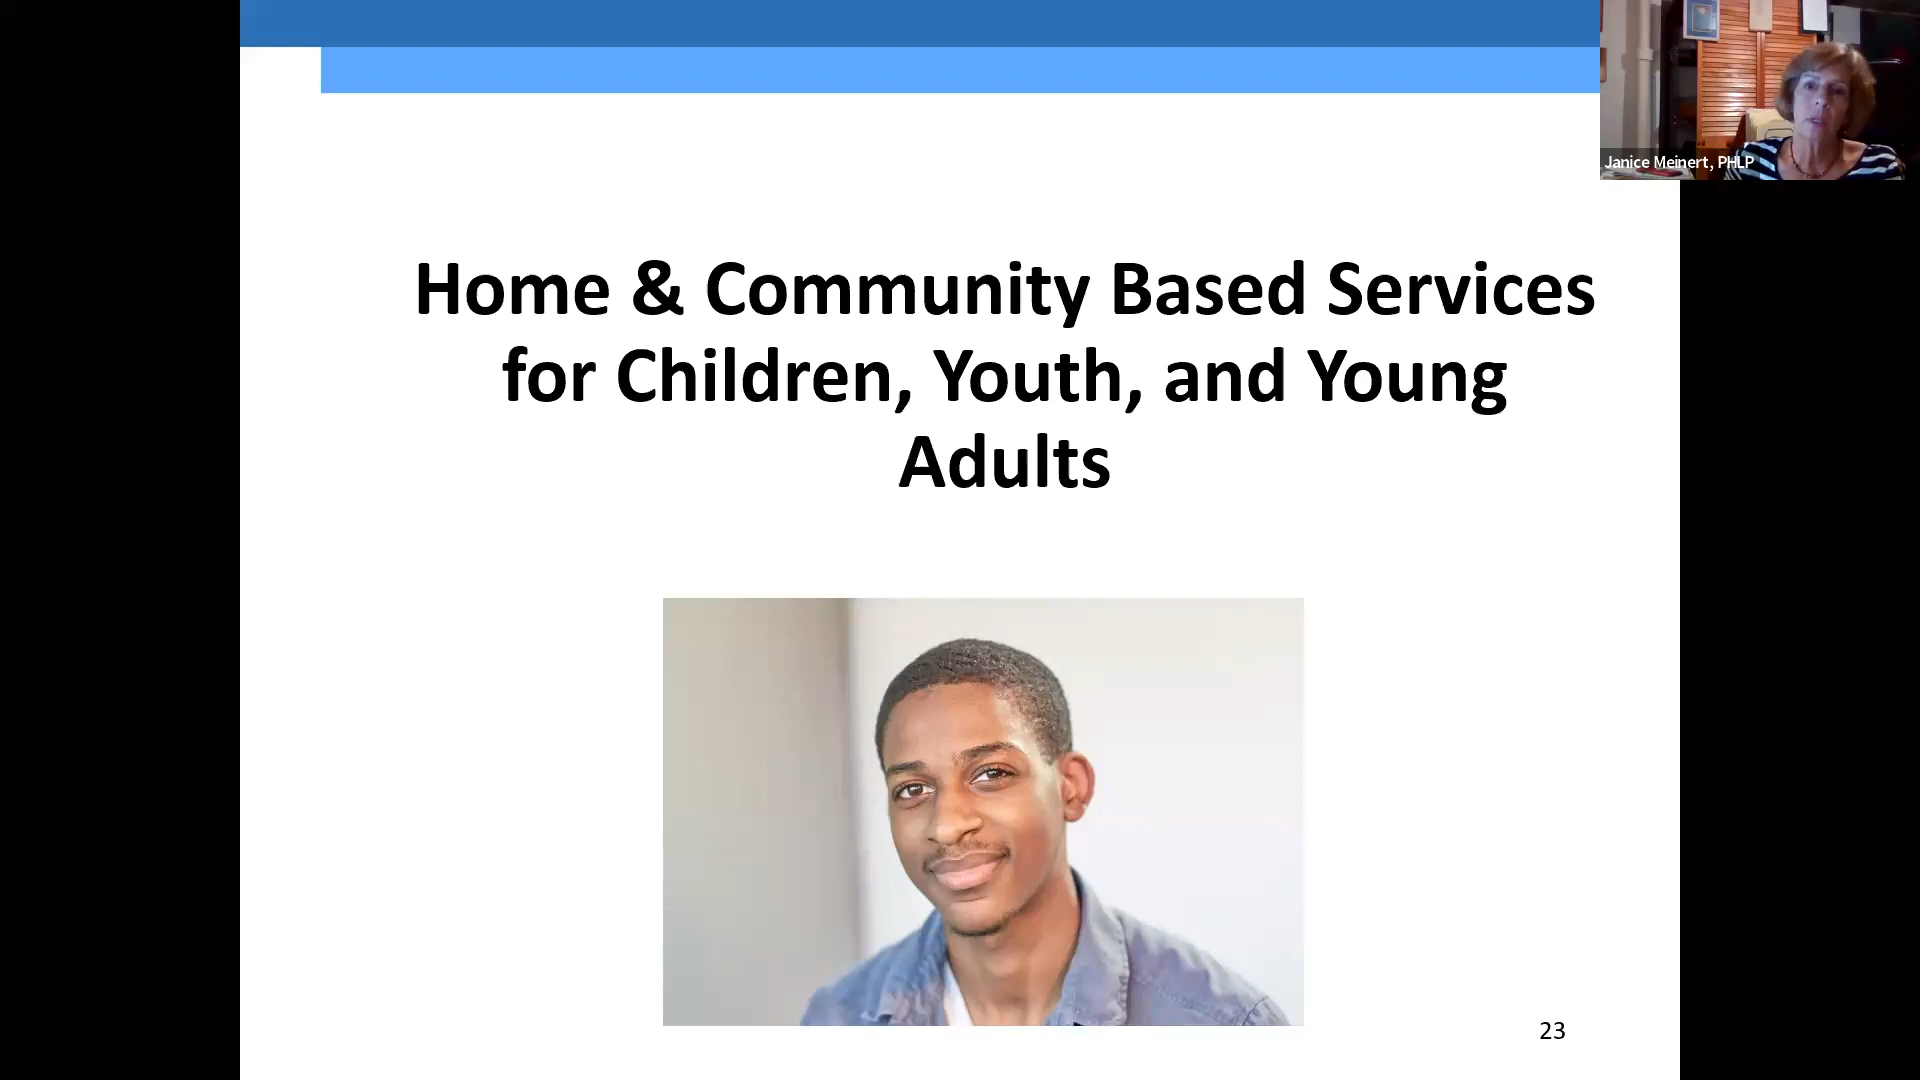 Janice Meinert, PHLP
Home & Community Based Services
for Children, Youth, and Young
Adults
23